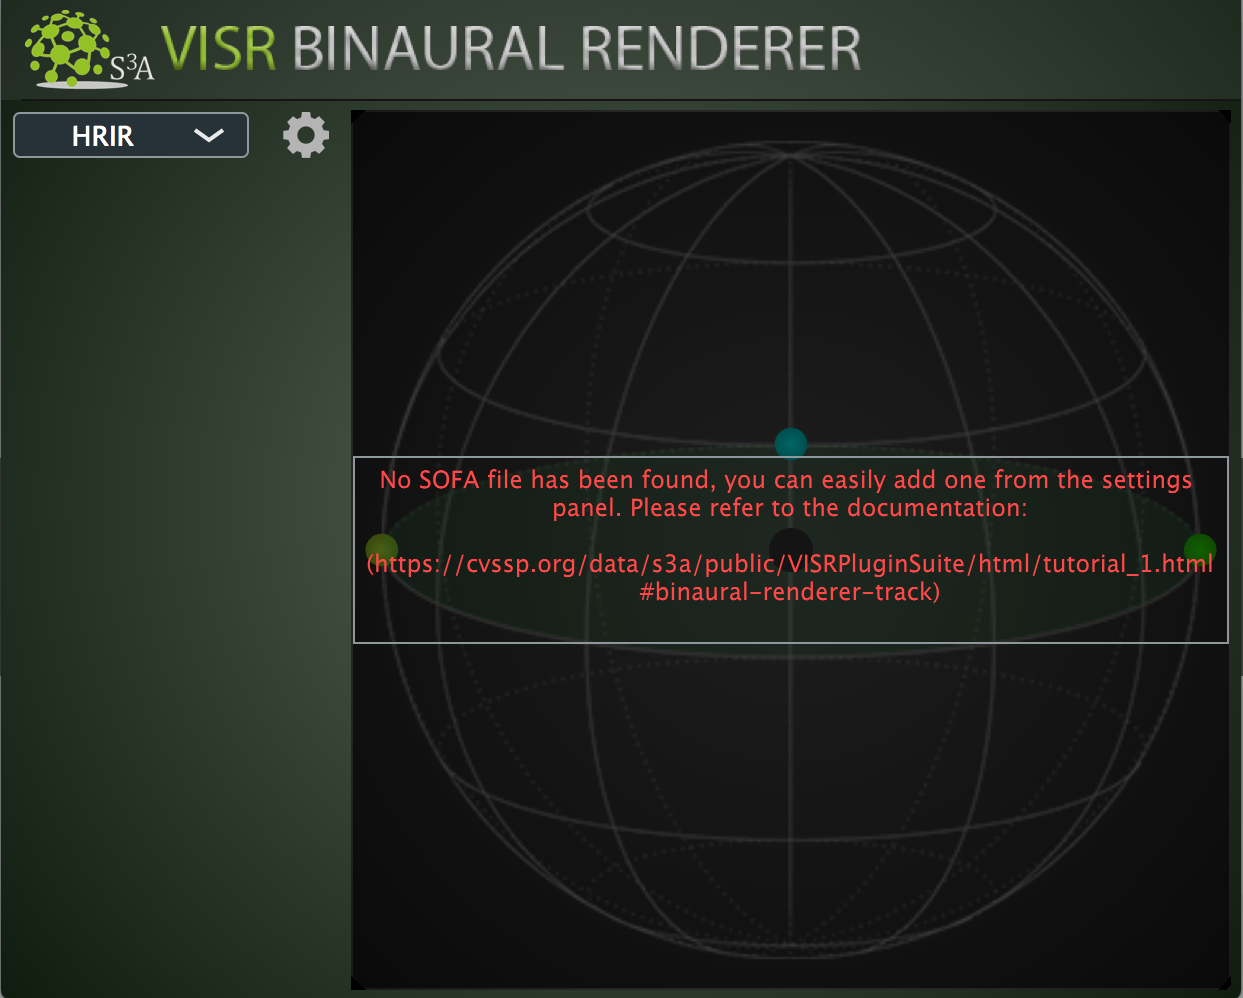 S³A VISR BINAURAL RENDERER
HRIR
No SOFA file has been found, you can easily add one from the settings
panel. Please refer to the documentation:
(https://cvssp.org/data/s3a/public/VISRPluginSuite/html/tutorial_1.html
#binaural-renderer-track)